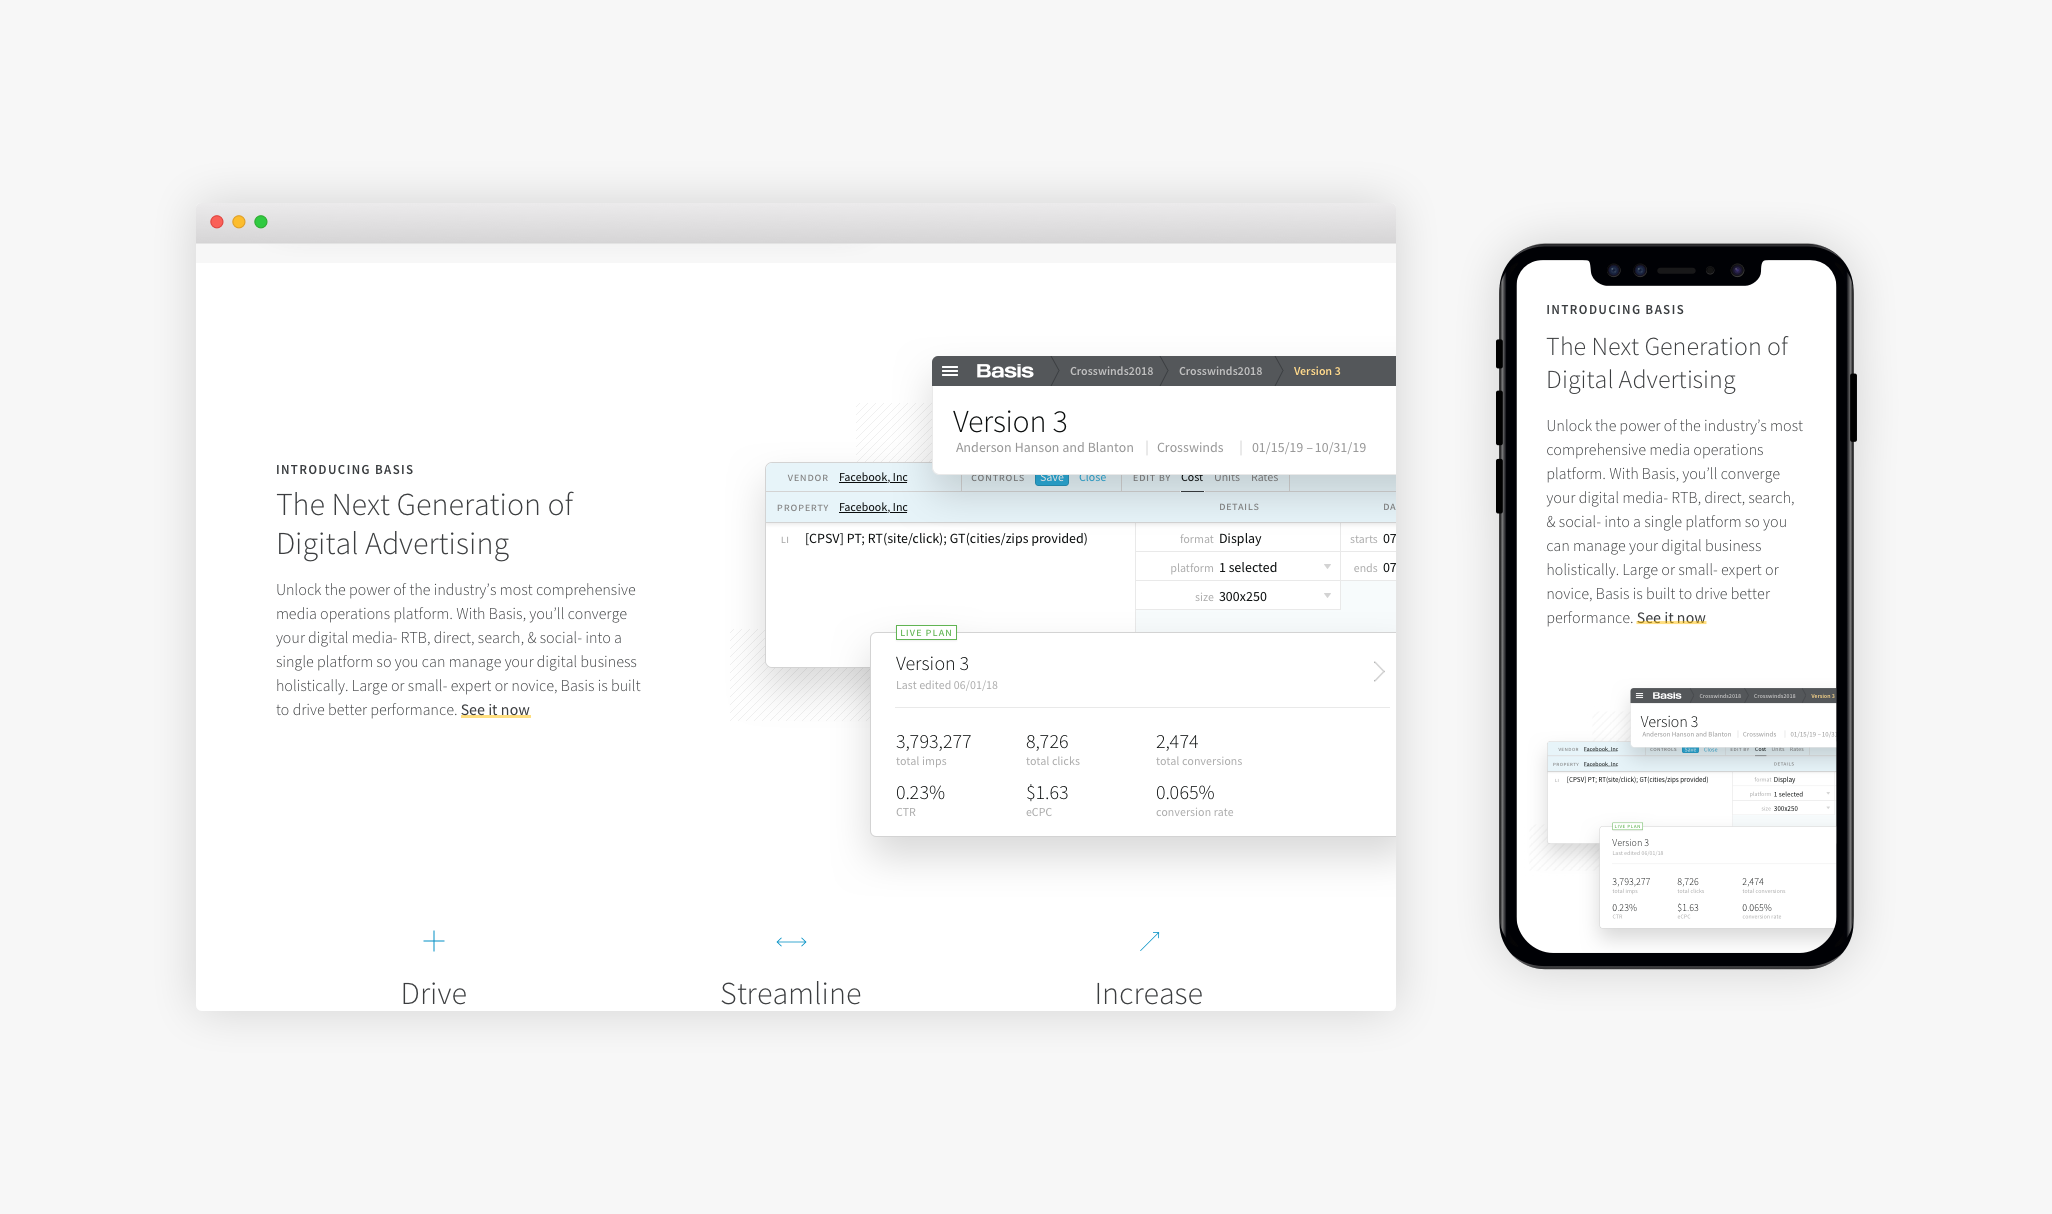 INTRODUCING BASIS
The Next Generation of
Digital Advertising
Unlock the power of the industry’s most comprehensive
media operations platform. With Basis, you’ll converge
your digital media- RTB, direct, search, & social- into a
single platform so you can manage your digital business
holistically. Large or small- expert or novice, Basis is built
to drive better performance. See it now
Basis Crosswinds2018 Crosswinds2018 Version 3
Version 3
Anderson Hanson and Blanton Crosswinds 01/15/19 – 10/31/19
VENDOR Facebook, Inc CONTROLS Save Close EDIT BY Cost Units Rates
PROPERTY Facebook, Inc DETAILS DA
LI [CPSV] PT; RT(site/click); GT(cities/zips provided) format Display starts 07
platform 1 selected ends 07
size 300x250
LIVE PLAN
Version 3
Last edited 06/01/18
3,793,277 8,726 2,474
total imps total clicks total conversions
0.23% $1.63 0.065%
CTR eCPC conversion rate
Drive Streamline Increase
INTRODUCING BASIS
The Next Generation of
Digital Advertising
Unlock the power of the industry’s most
comprehensive media operations
platform. With Basis, you’ll converge
your digital media- RTB, direct, search,
& social- into a single platform so you
can manage your digital business
holistically. Large or small- expert or
novice, Basis is built to drive better
performance. See it now
Basis Crosswinds2018 Crosswinds2018 Version 3
Version 3
Anderson Hanson and Blanton Crosswinds 01/15/19 – 10/3
VENDOR Facebook, Inc CONTROLS Save Close EDIT BY Cost Units Rates
PROPERTY Facebook, Inc DETAILS
LI [CPSV] PT; RT(site/click); GT(cities/zips provided) format Display
platform 1 selected
size 300x250
LIVE PLAN
Version 3
Last edited 06/01/18
3,793,277 8,726 2,474
total imps total clicks total conversions
0.23% $1.63 0.065%
CTR eCPC conversion rate